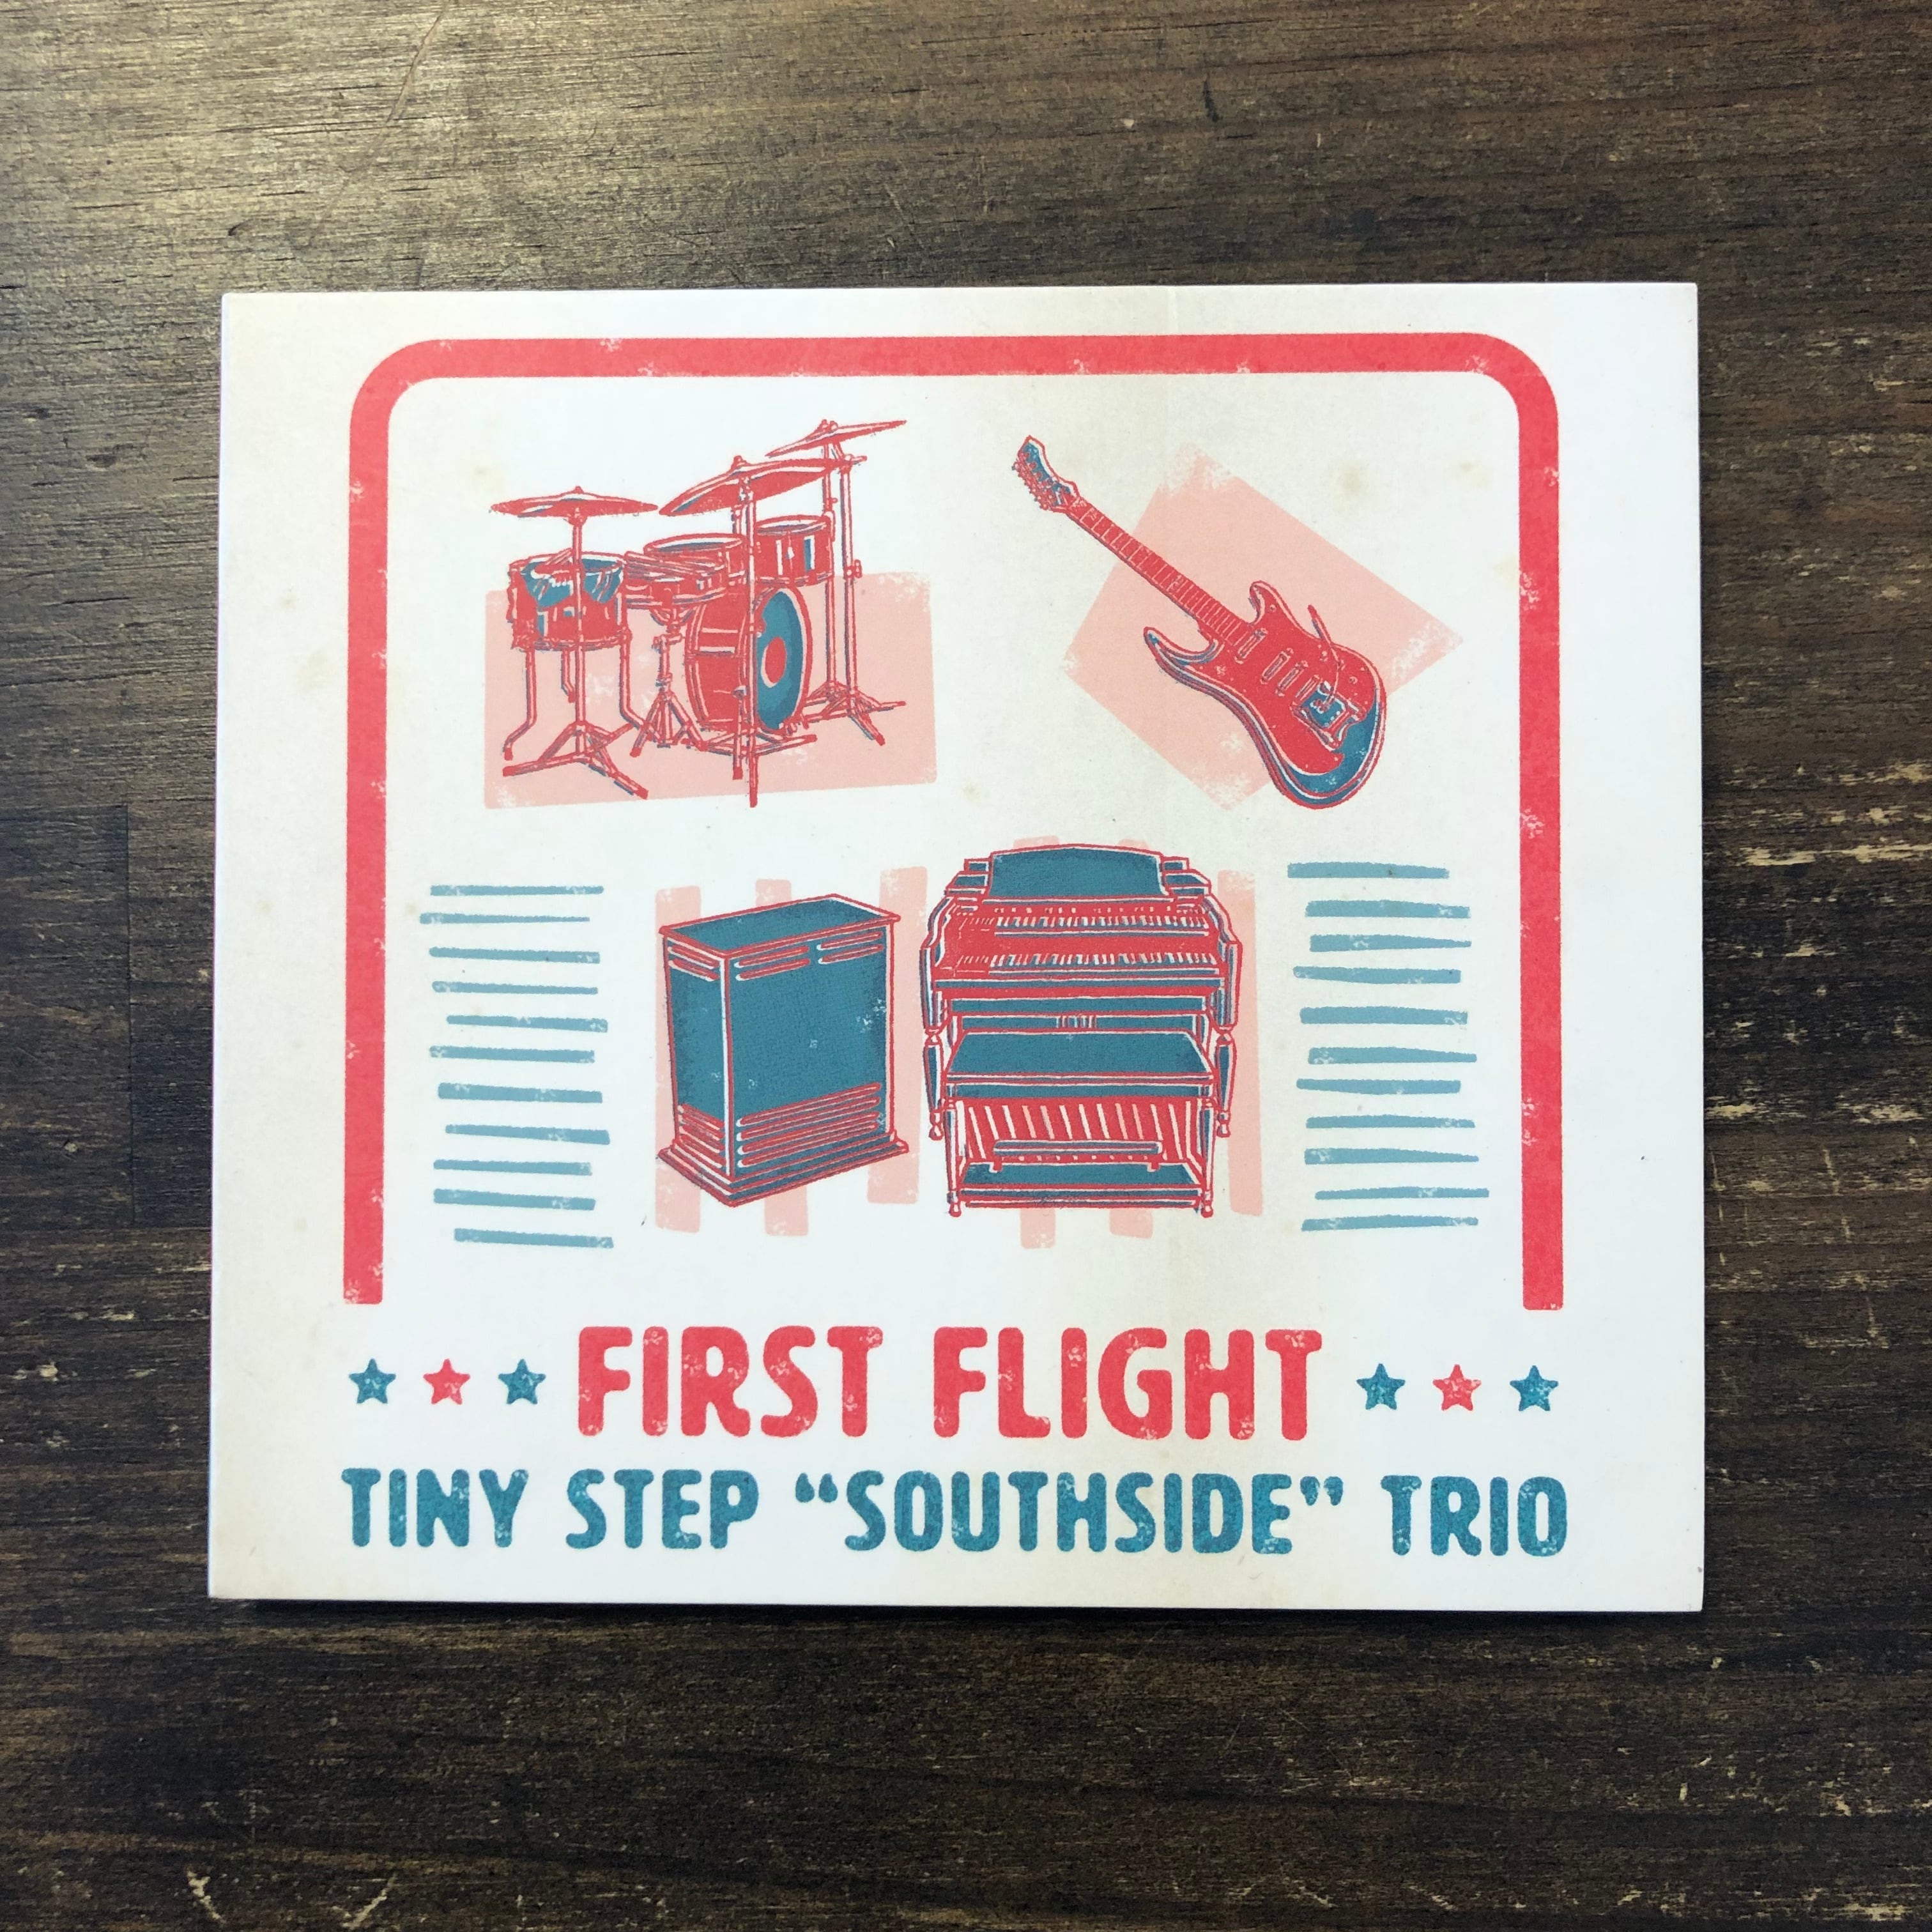 FIRST FLIGHT
TINY STEP “SOUTHSIDE” TRIO